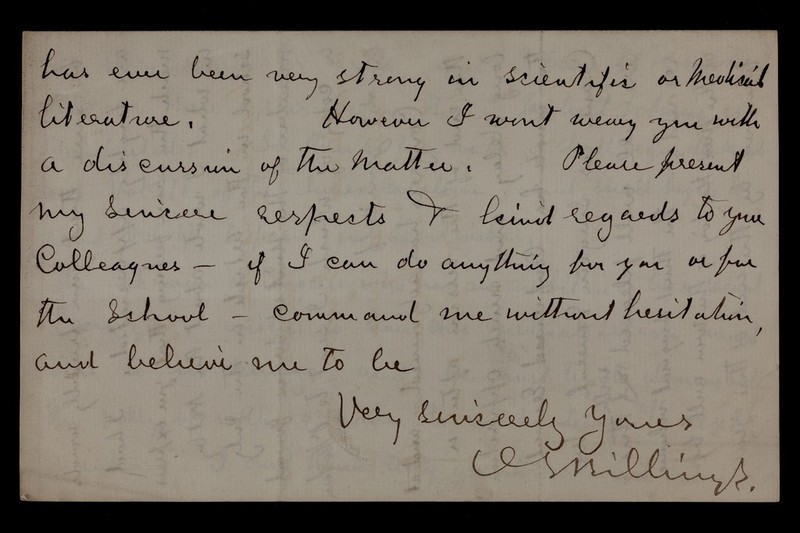 has ever been very strong in scientific or Medical
literature. However I wont weary you with
a discussion of the matter. Please present
my sincere respects & kind regards to your
Colleagues — if I can do anything for you or for
the School — command me without hesitation,
and believe me to be
Very Sincerely Yours
Billings.